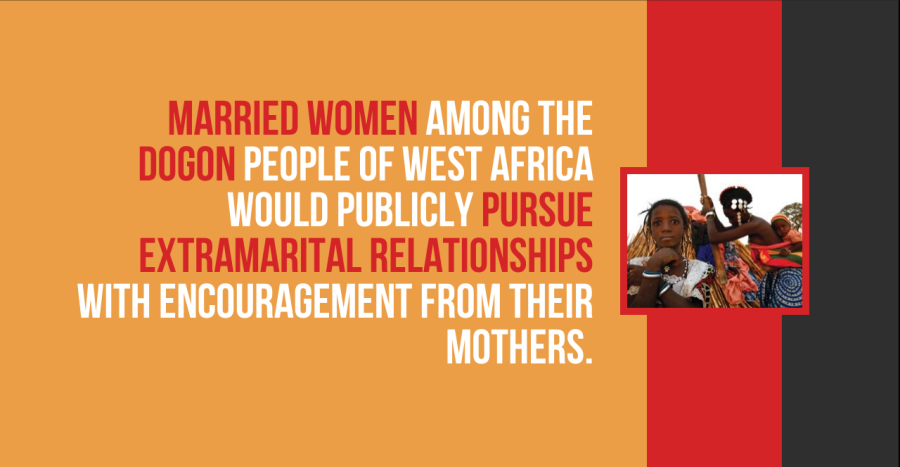 MARRIED WOMEN AMONG THE
DOGON PEOPLE OF WEST AFRICA
WOULD PUBLICLY PURSUE
EXTRAMARITAL RELATIONSHIPS
WITH ENCOURAGEMENT FROM THEIR
MOTHERS.